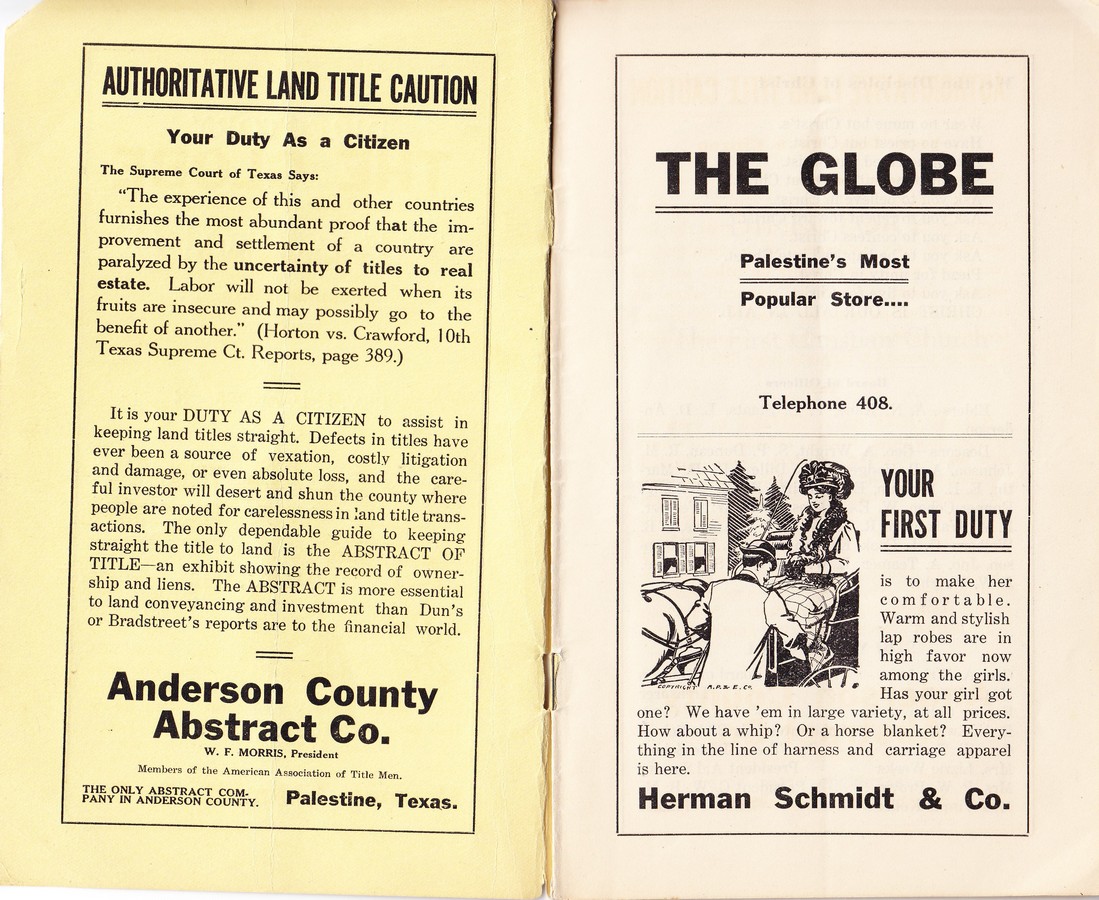 AUTHORITATIVE LAND TITLE CAUTION
Your Duty As a Citizen
The Supreme Court of Texas Says:
“The experience of this and other countries
furnishes the most abundant proof that the im-
provement and settlement of a country are
paralyzed by the uncertainty of titles to real
estate. Labor will not be exerted when its
fruits are insecure and may possibly go to the
benefit of another.” (Horton vs. Crawford, 10th
Texas Supreme Ct. Reports, page 389.)
It is your DUTY AS A CITIZEN to assist in
keeping land titles straight. Defects in titles have
ever been a source of vexation, costly litigation
and damage, or even absolute loss, and the care-
ful investor will desert and shun the county where
people are noted for carelessness in land title trans-
actions. The only dependable guide to keeping
straight the title to land is the ABSTRACT OF
TITLE—an exhibit showing the record of owner-
ship and liens. The ABSTRACT is more essential
to land conveyancing and investment than Dun's
or Bradstreet's reports are to the financial world.
Anderson County
Abstract Co.
W. F. MORRIS, President
Members of the American Association of Title Men.
THE ONLY ABSTRACT COM-
PANY IN ANDERSON COUNTY.
Palestine, Texas.
THE GLOBE
Palestine's Most
Popular Store....
Telephone 408.
YOUR
FIRST DUTY
is to make her
comfortable.
Warm and stylish
lap robes are in
high favor now
among the girls.
Has your girl got
one? We have 'em in large variety, at all prices.
How about a whip? Or a horse blanket? Every-
thing in the line of harness and carriage apparel
is here.
COPYRIGHT A.P.& E.Co.
Herman Schmidt & Co.